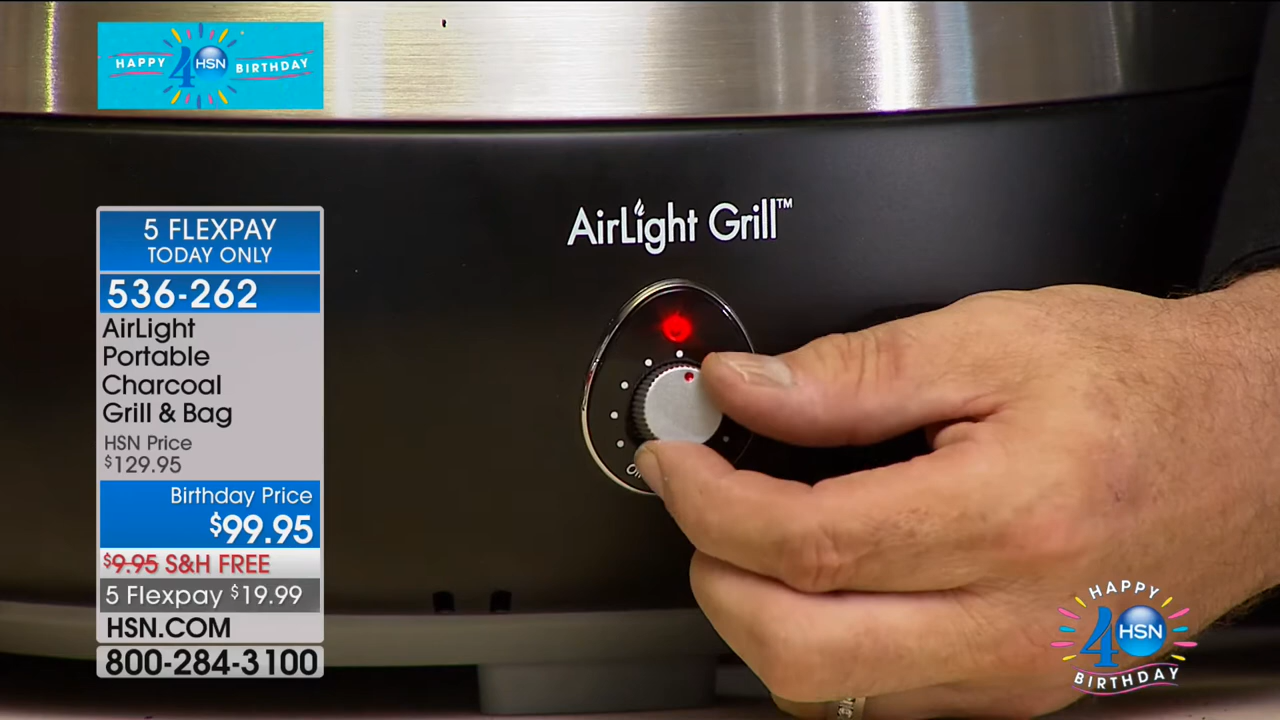 HAPPY 40 HSN BIRTHDAY
5 FLEXPAY
TODAY ONLY
536-262
AirLight
Portable
Charcoal
Grill & Bag
HSN Price
$129.95
Birthday Price
$99.95
$9.95 S&H FREE
5 Flexpay $19.99
HSN.COM
800-284-3100
AirLight Grill™
HAPPY
40 HSN
BIRTHDAY